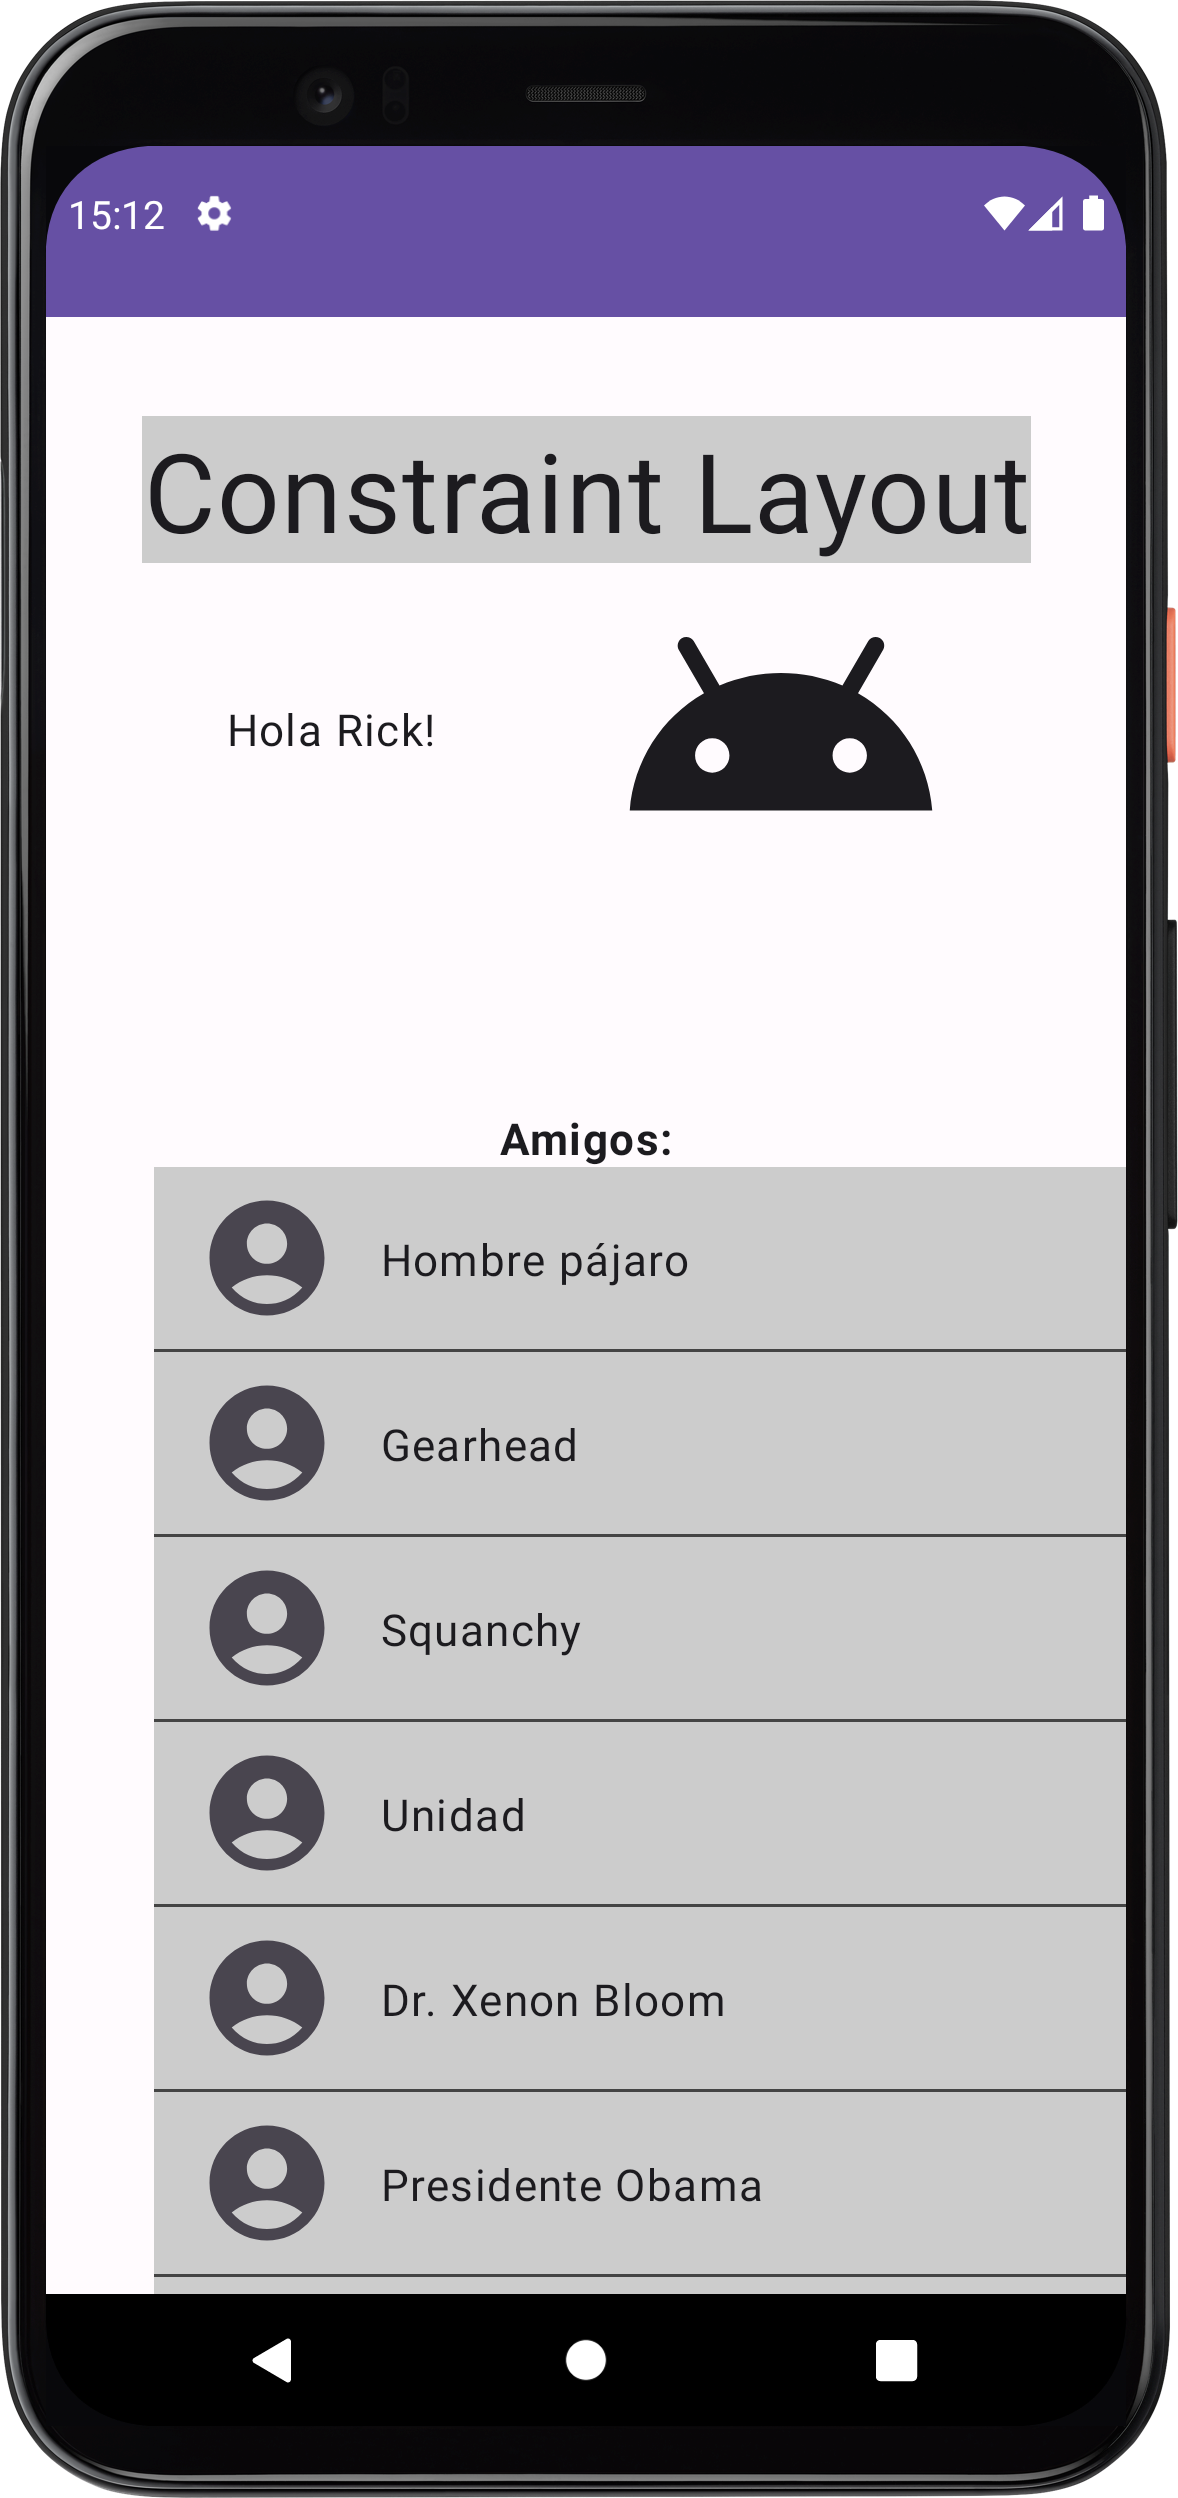 15:12
Constraint Layout
Hola Rick!
Amigos:
Hombre pájaro
Gearhead
Squanchy
Unidad
Dr. Xenon Bloom
Presidente Obama